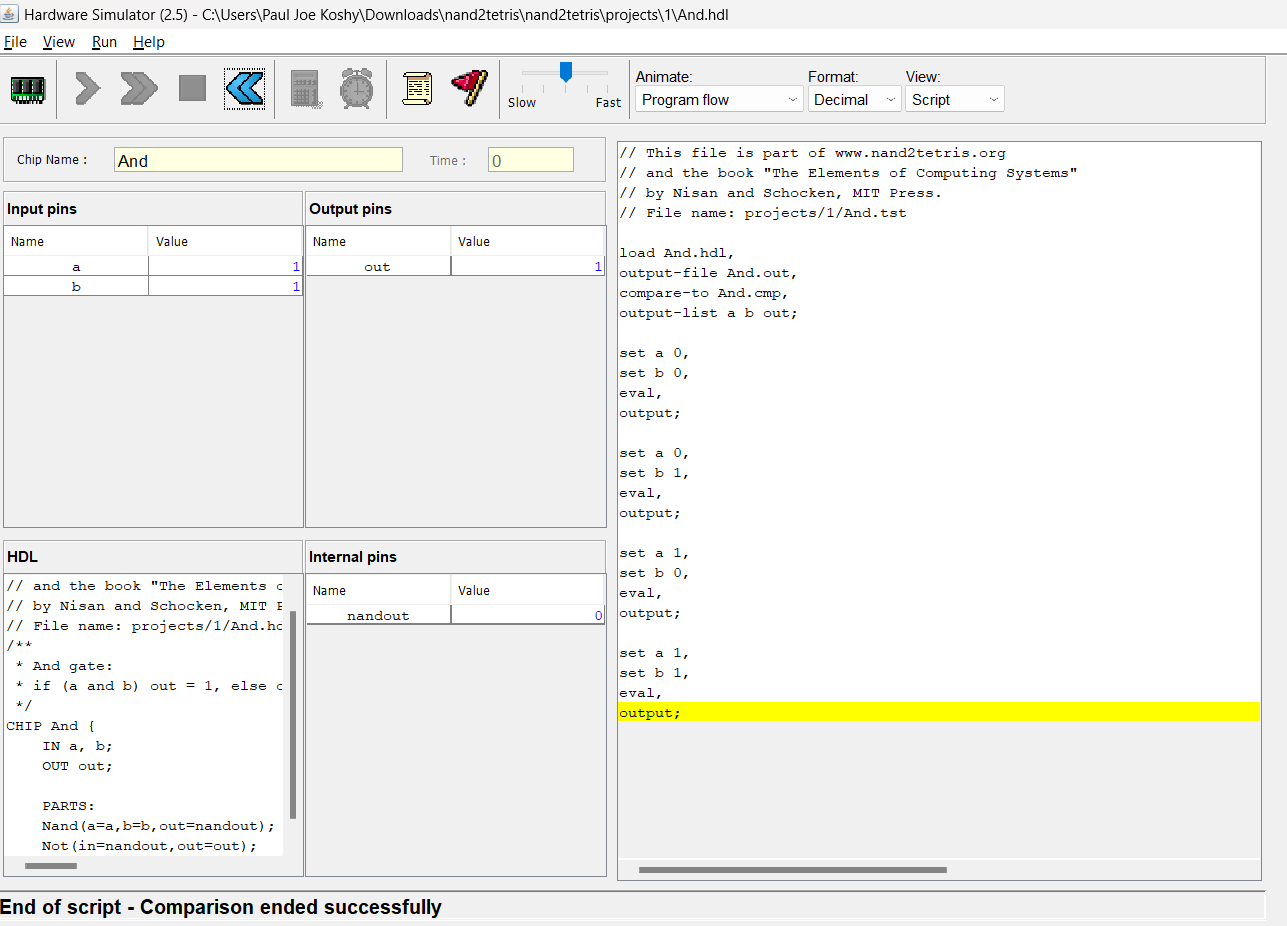 Hardware Simulator (2.5) - C:\Users\Paul Joe Koshy\Downloads\nand2tetris\nand2tetris\projects\1\And.hdl
File View Run Help
Slow Fast
Animate: Format: View:
Program flow Decimal Script
Chip Name : And Time : 0
Input pins
Name Value
a 1
b 1
Output pins
Name Value
out 1
HDL
// and the book "The Elements
// by Nisan and Schocken, MIT
// File name: projects/1/And.
/**
 * And gate:
 * if (a and b) out = 1, else
 */
CHIP And {
    IN a, b;
    OUT out;
    PARTS:
    Nand(a=a,b=b,out=nandout);
    Not(in=nandout,out=out);
Internal pins
Name Value
nandout 0
// This file is part of www.nand2tetris.org
// and the book "The Elements of Computing Systems"
// by Nisan and Schocken, MIT Press.
// File name: projects/1/And.tst
load And.hdl,
output-file And.out,
compare-to And.cmp,
output-list a b out;
set a 0,
set b 0,
eval,
output;
set a 0,
set b 1,
eval,
output;
set a 1,
set b 0,
eval,
output;
set a 1,
set b 1,
eval,
output;
End of script - Comparison ended successfully